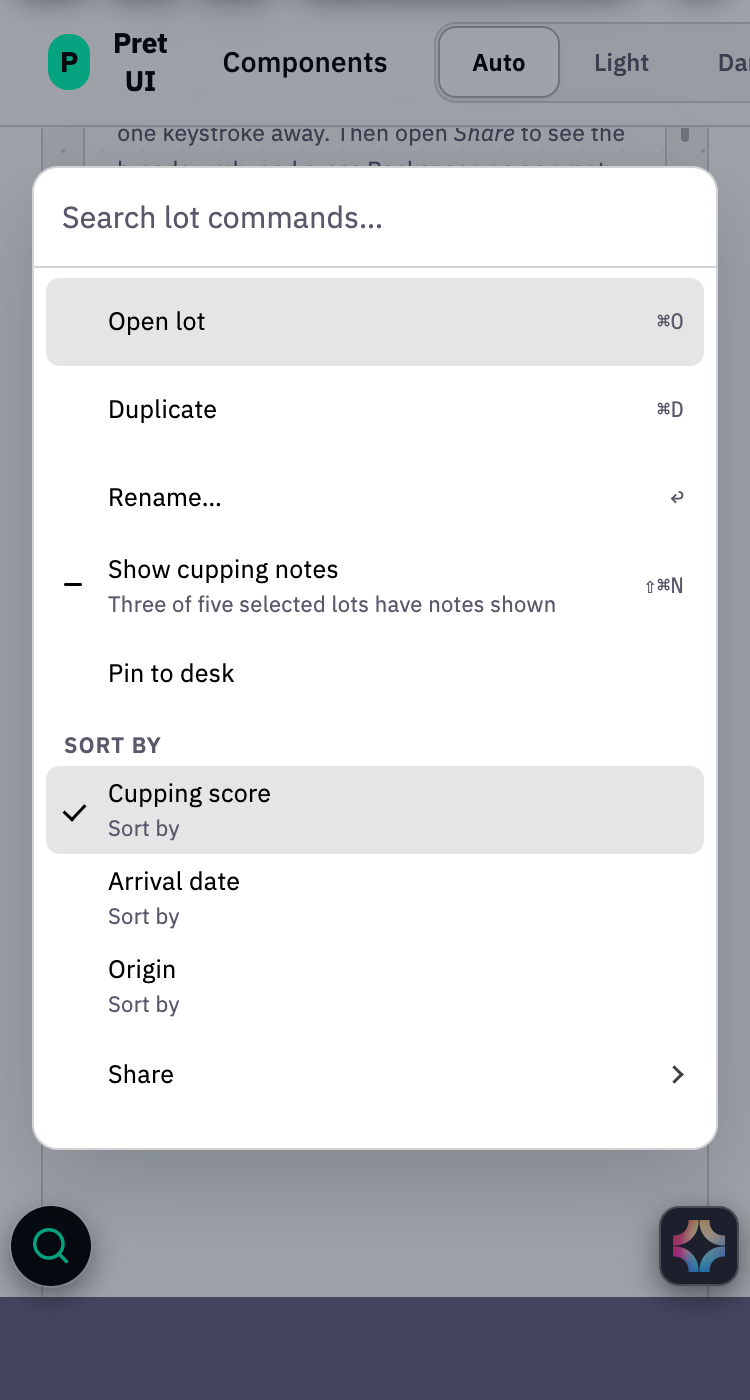 P
Pret
UI
Components
Auto
Light
one keystroke away. Then open Share to see the
Search lot commands...
Open lot
⌘O
Duplicate
⌘D
Rename...
↩
Show cupping notes
Three of five selected lots have notes shown
⇧⌘N
Pin to desk
SORT BY
Cupping score
Sort by
Arrival date
Sort by
Origin
Sort by
Share